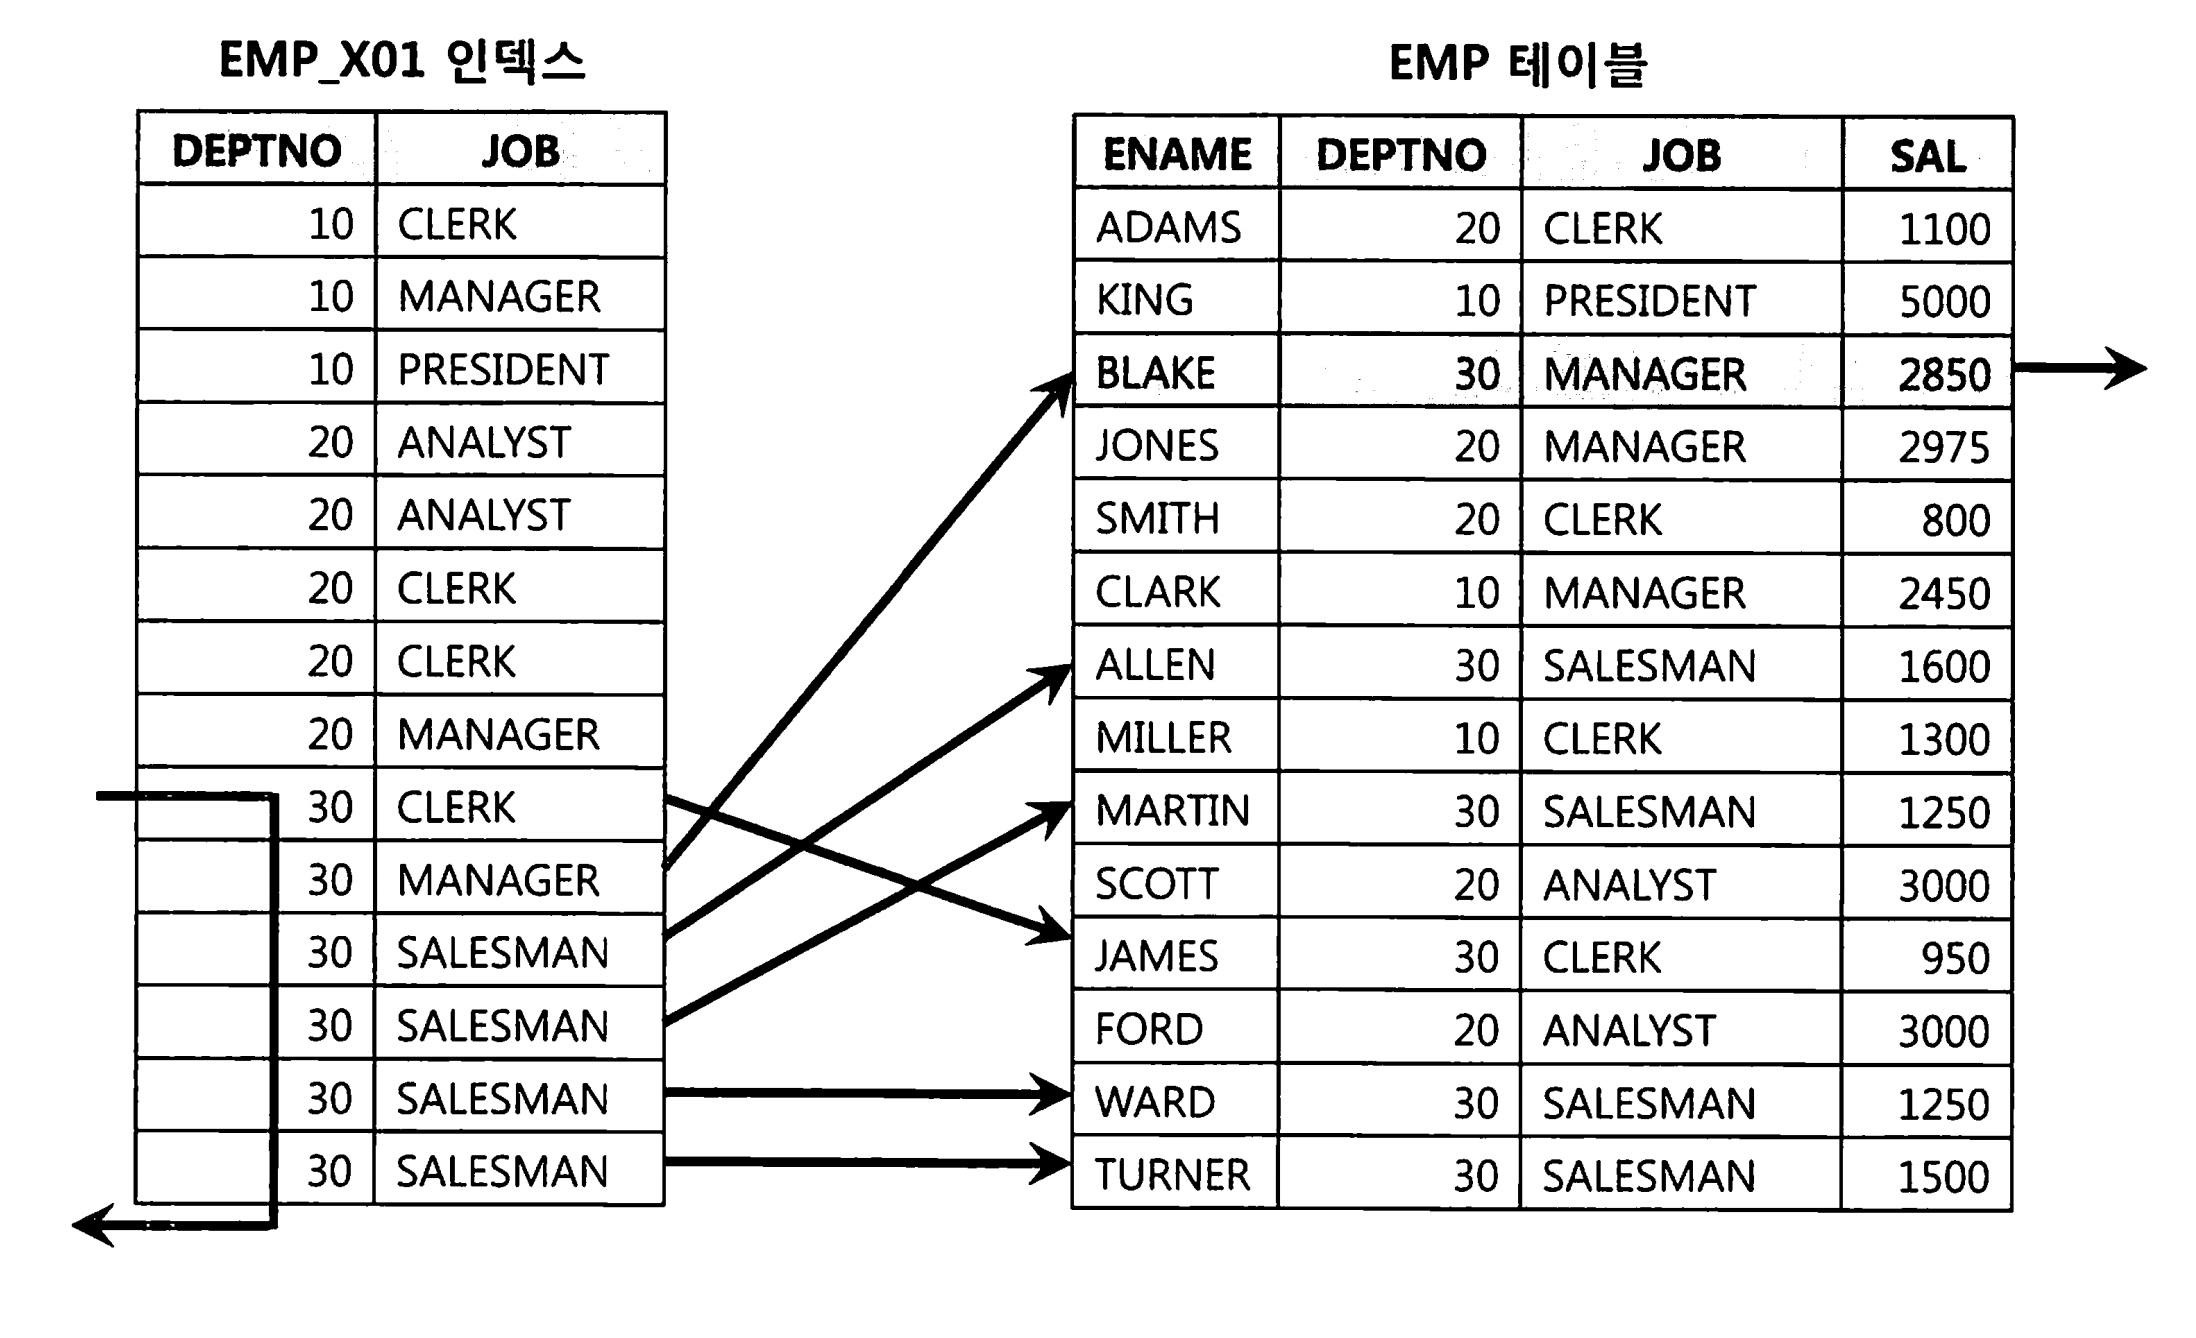 EMP_X01 인덱스
DEPTNO JOB
10 CLERK
10 MANAGER
10 PRESIDENT
20 ANALYST
20 ANALYST
20 CLERK
20 CLERK
20 MANAGER
30 CLERK
30 MANAGER
30 SALESMAN
30 SALESMAN
30 SALESMAN
30 SALESMAN
EMP 테이블
ENAME DEPTNO JOB SAL
ADAMS 20 CLERK 1100
KING 10 PRESIDENT 5000
BLAKE 30 MANAGER 2850
JONES 20 MANAGER 2975
SMITH 20 CLERK 800
CLARK 10 MANAGER 2450
ALLEN 30 SALESMAN 1600
MILLER 10 CLERK 1300
MARTIN 30 SALESMAN 1250
SCOTT 20 ANALYST 3000
JAMES 30 CLERK 950
FORD 20 ANALYST 3000
WARD 30 SALESMAN 1250
TURNER 30 SALESMAN 1500